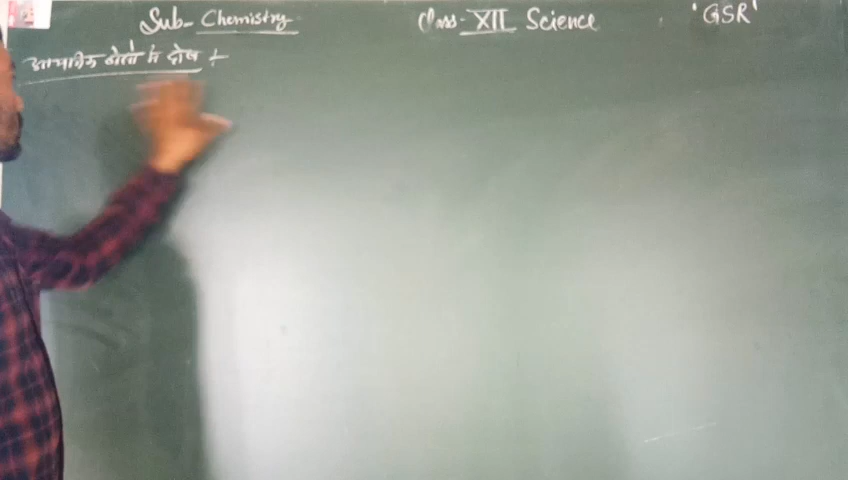 Sub- Chemistry Class- XII Science 'GSR'
आयनिक ठोसो में दोष :-